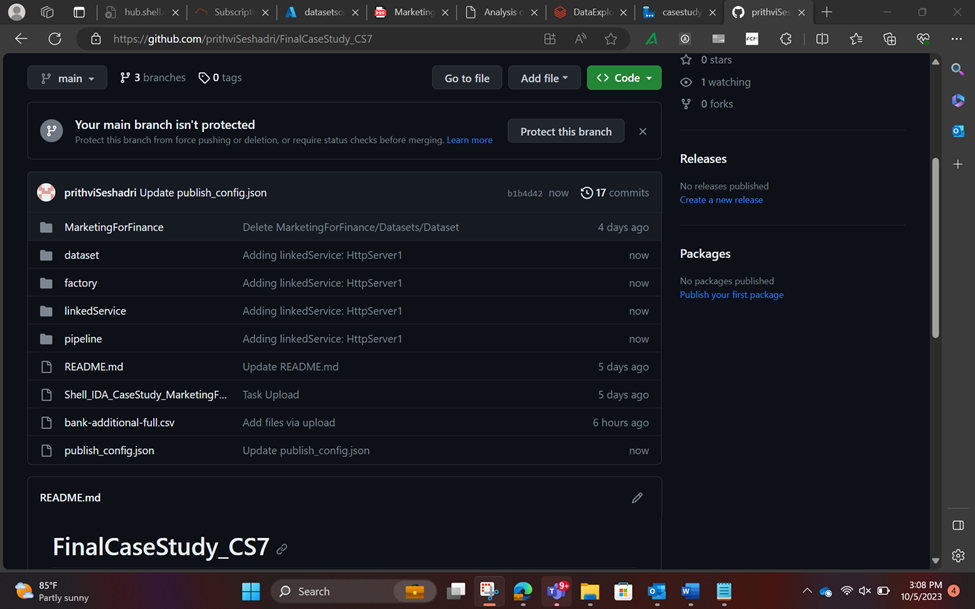 hub.shell.
Subscripti
datasetsc
Marketing
Analysis o
DataExplo
casestudy
prithviSes
https://github.com/prithviSeshadri/FinalCaseStudy_CS7
main
3 branches
0 tags
Go to file
Add file
Code
0 stars
1 watching
0 forks
Your main branch isn't protected
Protect this branch from force pushing or deletion, or require status checks before merging. Learn more
Protect this branch
Releases
No releases published
Create a new release
Packages
No packages published
Publish your first package
prithviSeshadri Update publish_config.json b1b4d42 now 17 commits
MarketingForFinance Delete MarketingForFinance/Datasets/Dataset 4 days ago
dataset Adding linkedService: HttpServer1 now
factory Adding linkedService: HttpServer1 now
linkedService Adding linkedService: HttpServer1 now
pipeline Adding linkedService: HttpServer1 now
README.md Update README.md 5 days ago
Shell_IDA_CaseStudy_MarketingF... Task Upload 5 days ago
bank-additional-full.csv Add files via upload 6 hours ago
publish_config.json Update publish_config.json now
README.md
FinalCaseStudy_CS7
85°F
Partly sunny
Search
9+
3:08 PM
10/5/2023
4